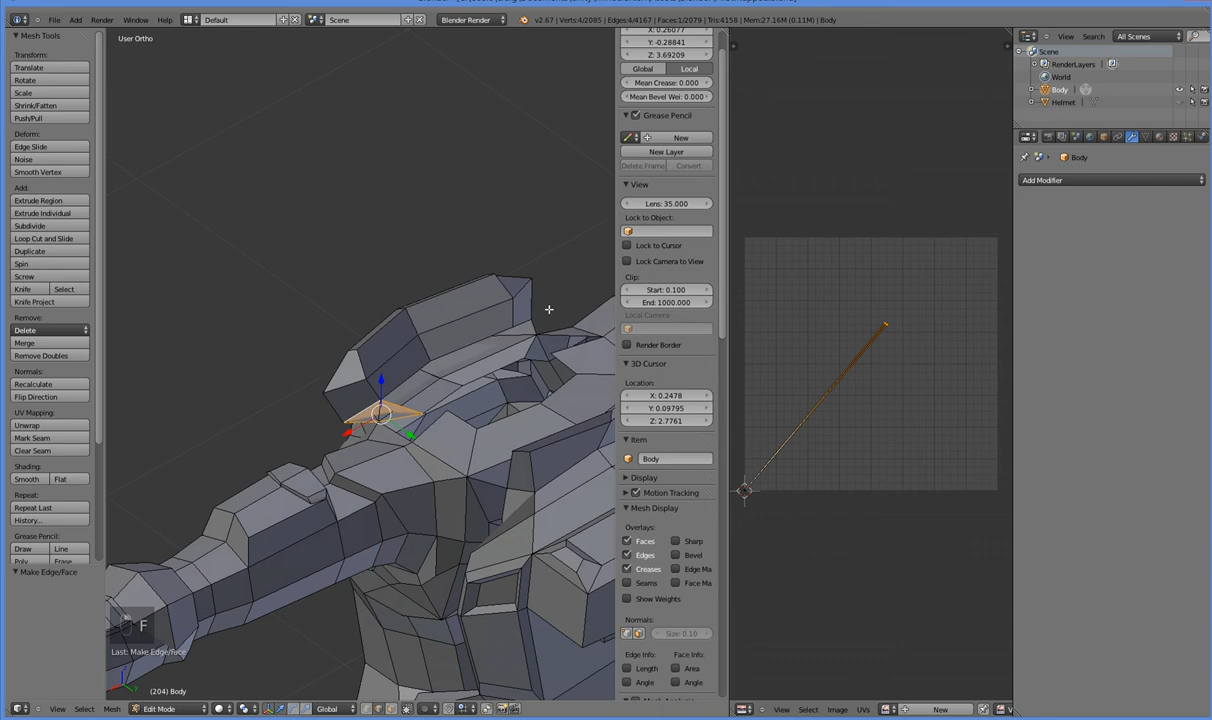 File Add Render Window Help
Default
Scene
Blender Render
v2.67 | Verts:4/2085 | Edges:4/4167 | Faces:1/2079 | Tris:4158 | Mem:27.16M (0.11M) | Body
Mesh Tools
Transform:
Translate
Rotate
Scale
Shrink/Fatten
Push/Pull
Deform:
Edge Slide
Noise
Smooth Vertex
Add:
Extrude Region
Extrude Individual
Subdivide
Loop Cut and Slide
Duplicate
Spin
Screw
Knife Select
Knife Project
Remove:
Delete
Merge
Remove Doubles
Normals:
Recalculate
Flip Direction
UV Mapping:
Unwrap
Mark Seam
Clear Seam
Shading:
Smooth Flat
Repeat:
Repeat Last
History...
Grease Pencil:
Draw Line
Poly Erase
Make Edge/Face
User Ortho
F
Last: Make Edge/Face
(204) Body
View Select Mesh Edit Mode Global
X: 0.26077
Y: -0.28841
Z: 3.69209
Global Local
Mean Crease: 0.000
Mean Bevel Wei: 0.000
Grease Pencil
New
New Layer
Delete Frame Convert
View
Lens: 35.000
Lock to Object:
Lock to Cursor
Lock Camera to View
Clip:
Start: 0.100
End: 1000.000
Local Camera:
Render Border
3D Cursor
Location:
X: 0.2478
Y: 0.09795
Z: 2.7761
Item
Body
Display
Motion Tracking
Mesh Display
Overlays:
Faces Sharp
Edges Bevel
Creases Edge Ma
Seams Face Ma
Show Weights
Normals:
Size: 0.10
Edge Info: Face Info:
Length Area
Angle Angle
View Select Image UVs New
View Search All Scenes
Scene
RenderLayers
World
Body
Helmet
Body
Add Modifier